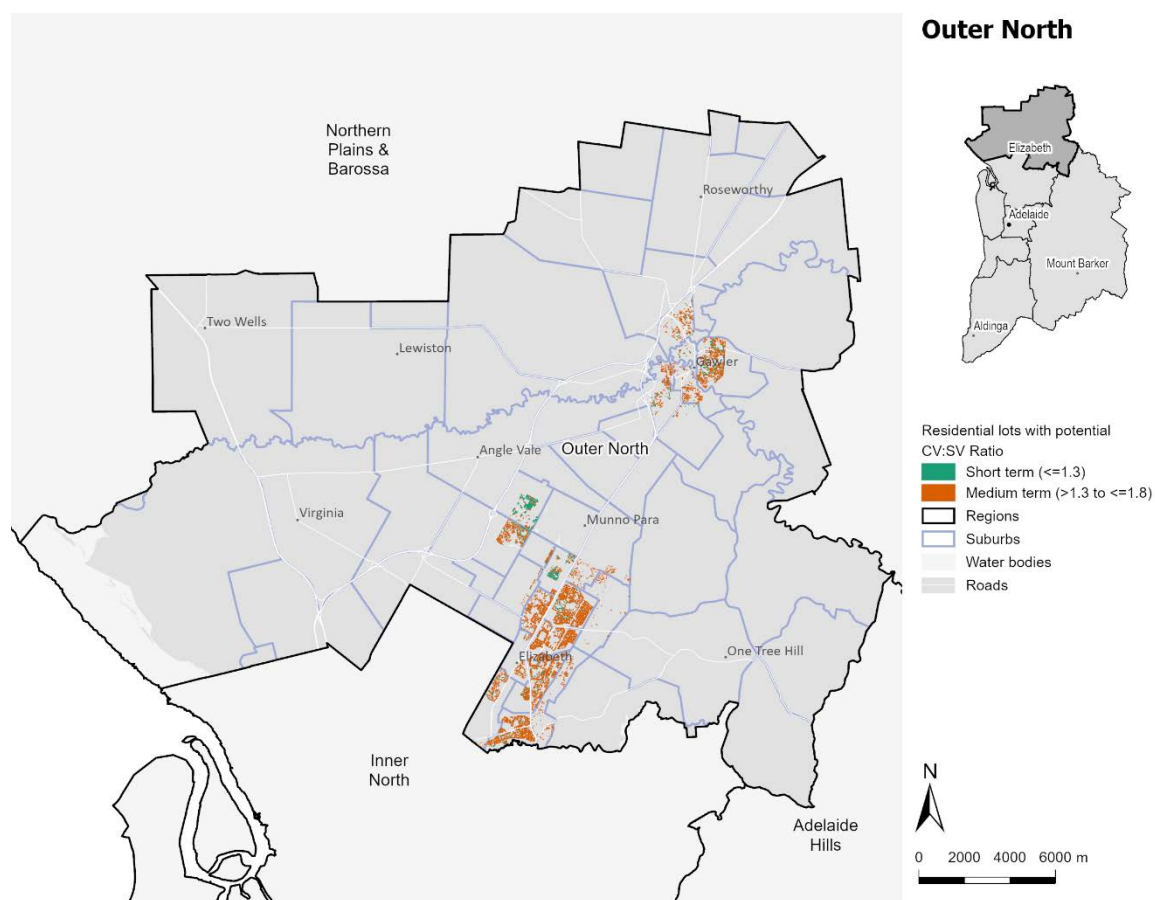 Outer North
Northern
Plains &
Barossa
Roseworthy
Two Wells
Lewiston
Gawler
Angle Vale
Outer North
Virginia
Munno Para
Elizabeth
One Tree Hill
Inner
North
Adelaide
Hills
Elizabeth
Adelaide
Mount Barker
Aldinga
Residential lots with potential
CV:SV Ratio
Short term (<=1.3)
Medium term (>1.3 to <=1.8)
Regions
Suburbs
Water bodies
Roads
N
0 2000 4000 6000 m